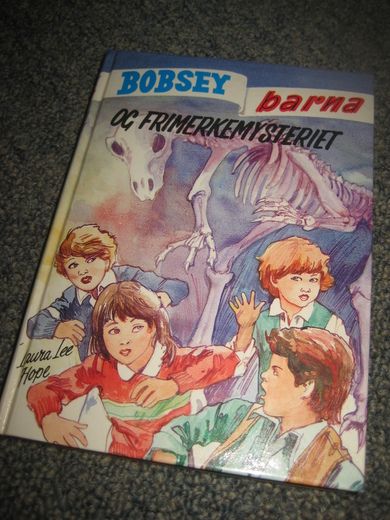 BOBSEY
barna
OG FRIMERKEMYSTERIET
Laura Lee
Hope